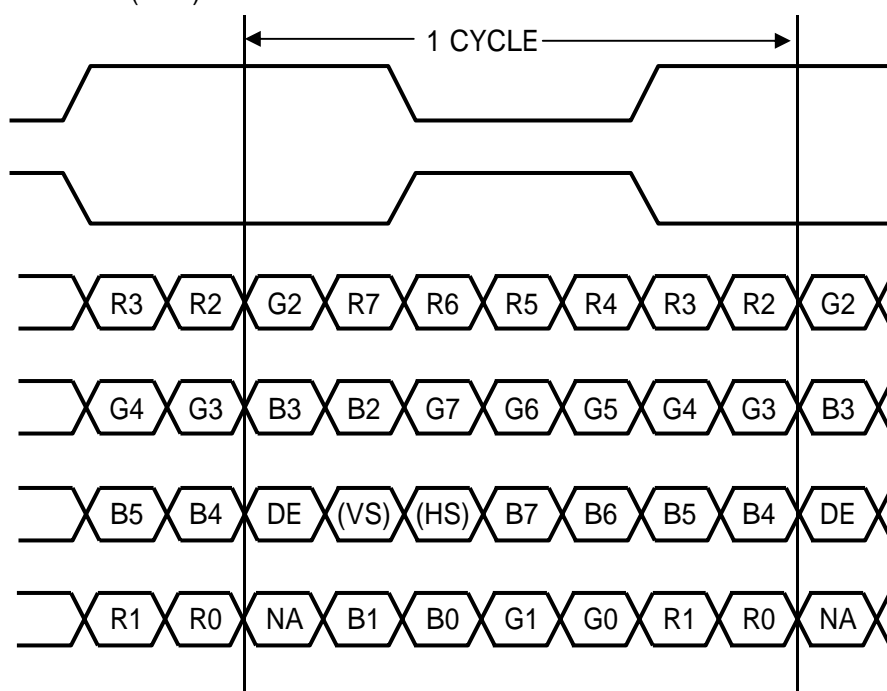 1 CYCLE
R3 R2 G2 R7 R6 R5 R4 R3 R2 G2
G4 G3 B3 B2 G7 G6 G5 G4 G3 B3
B5 B4 DE (VS) (HS) B7 B6 B5 B4 DE
R1 R0 NA B1 B0 G1 G0 R1 R0 NA